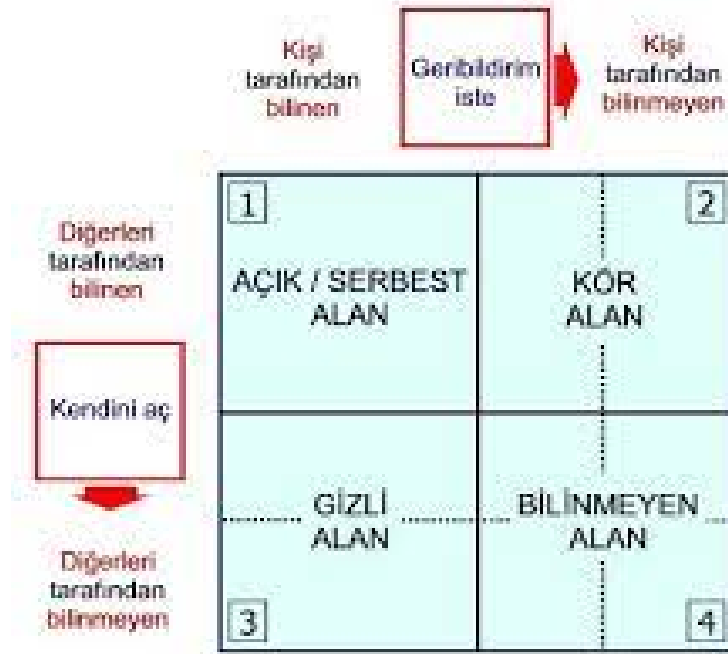 Kişi
tarafından
bilinen
Geribildirim
iste
Kişi
tarafından
bilinmeyen
Diğerleri
tarafından
bilinen
1
AÇIK / SERBEST
ALAN
2
KÖR
ALAN
Kendini aç
Diğerleri
tarafından
bilinmeyen
GİZLİ
ALAN
3
BİLİNMEYEN
ALAN
4